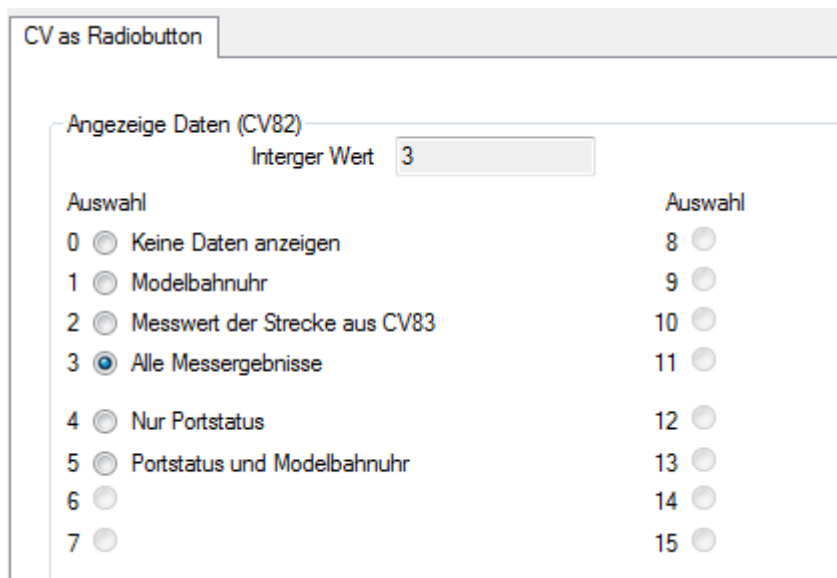 CV as Radiobutton
Angezeige Daten (CV82)
Interger Wert 3
Auswahl Auswahl
0 Keine Daten anzeigen 8
1 Modelbahnuhr 9
2 Messwert der Strecke aus CV83 10
3 Alle Messergebnisse 11
4 Nur Portstatus 12
5 Portstatus und Modelbahnuhr 13
6 14
7 15